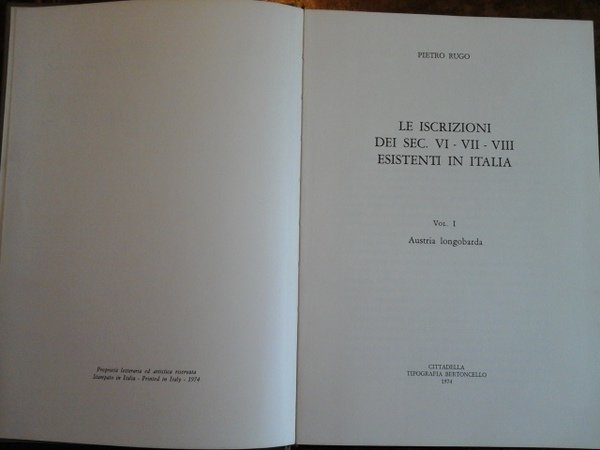 Proprietà letteraria ed artistica riservata
Stampato in Italia - Printed in Italy - 1974
PIETRO RUGO
LE ISCRIZIONI
DEI SEC. VI - VII - VIII
ESISTENTI IN ITALIA
VOL. I
Austria longobarda
CITTADELLA
TIPOGRAFIA BERTONCELLO
1974